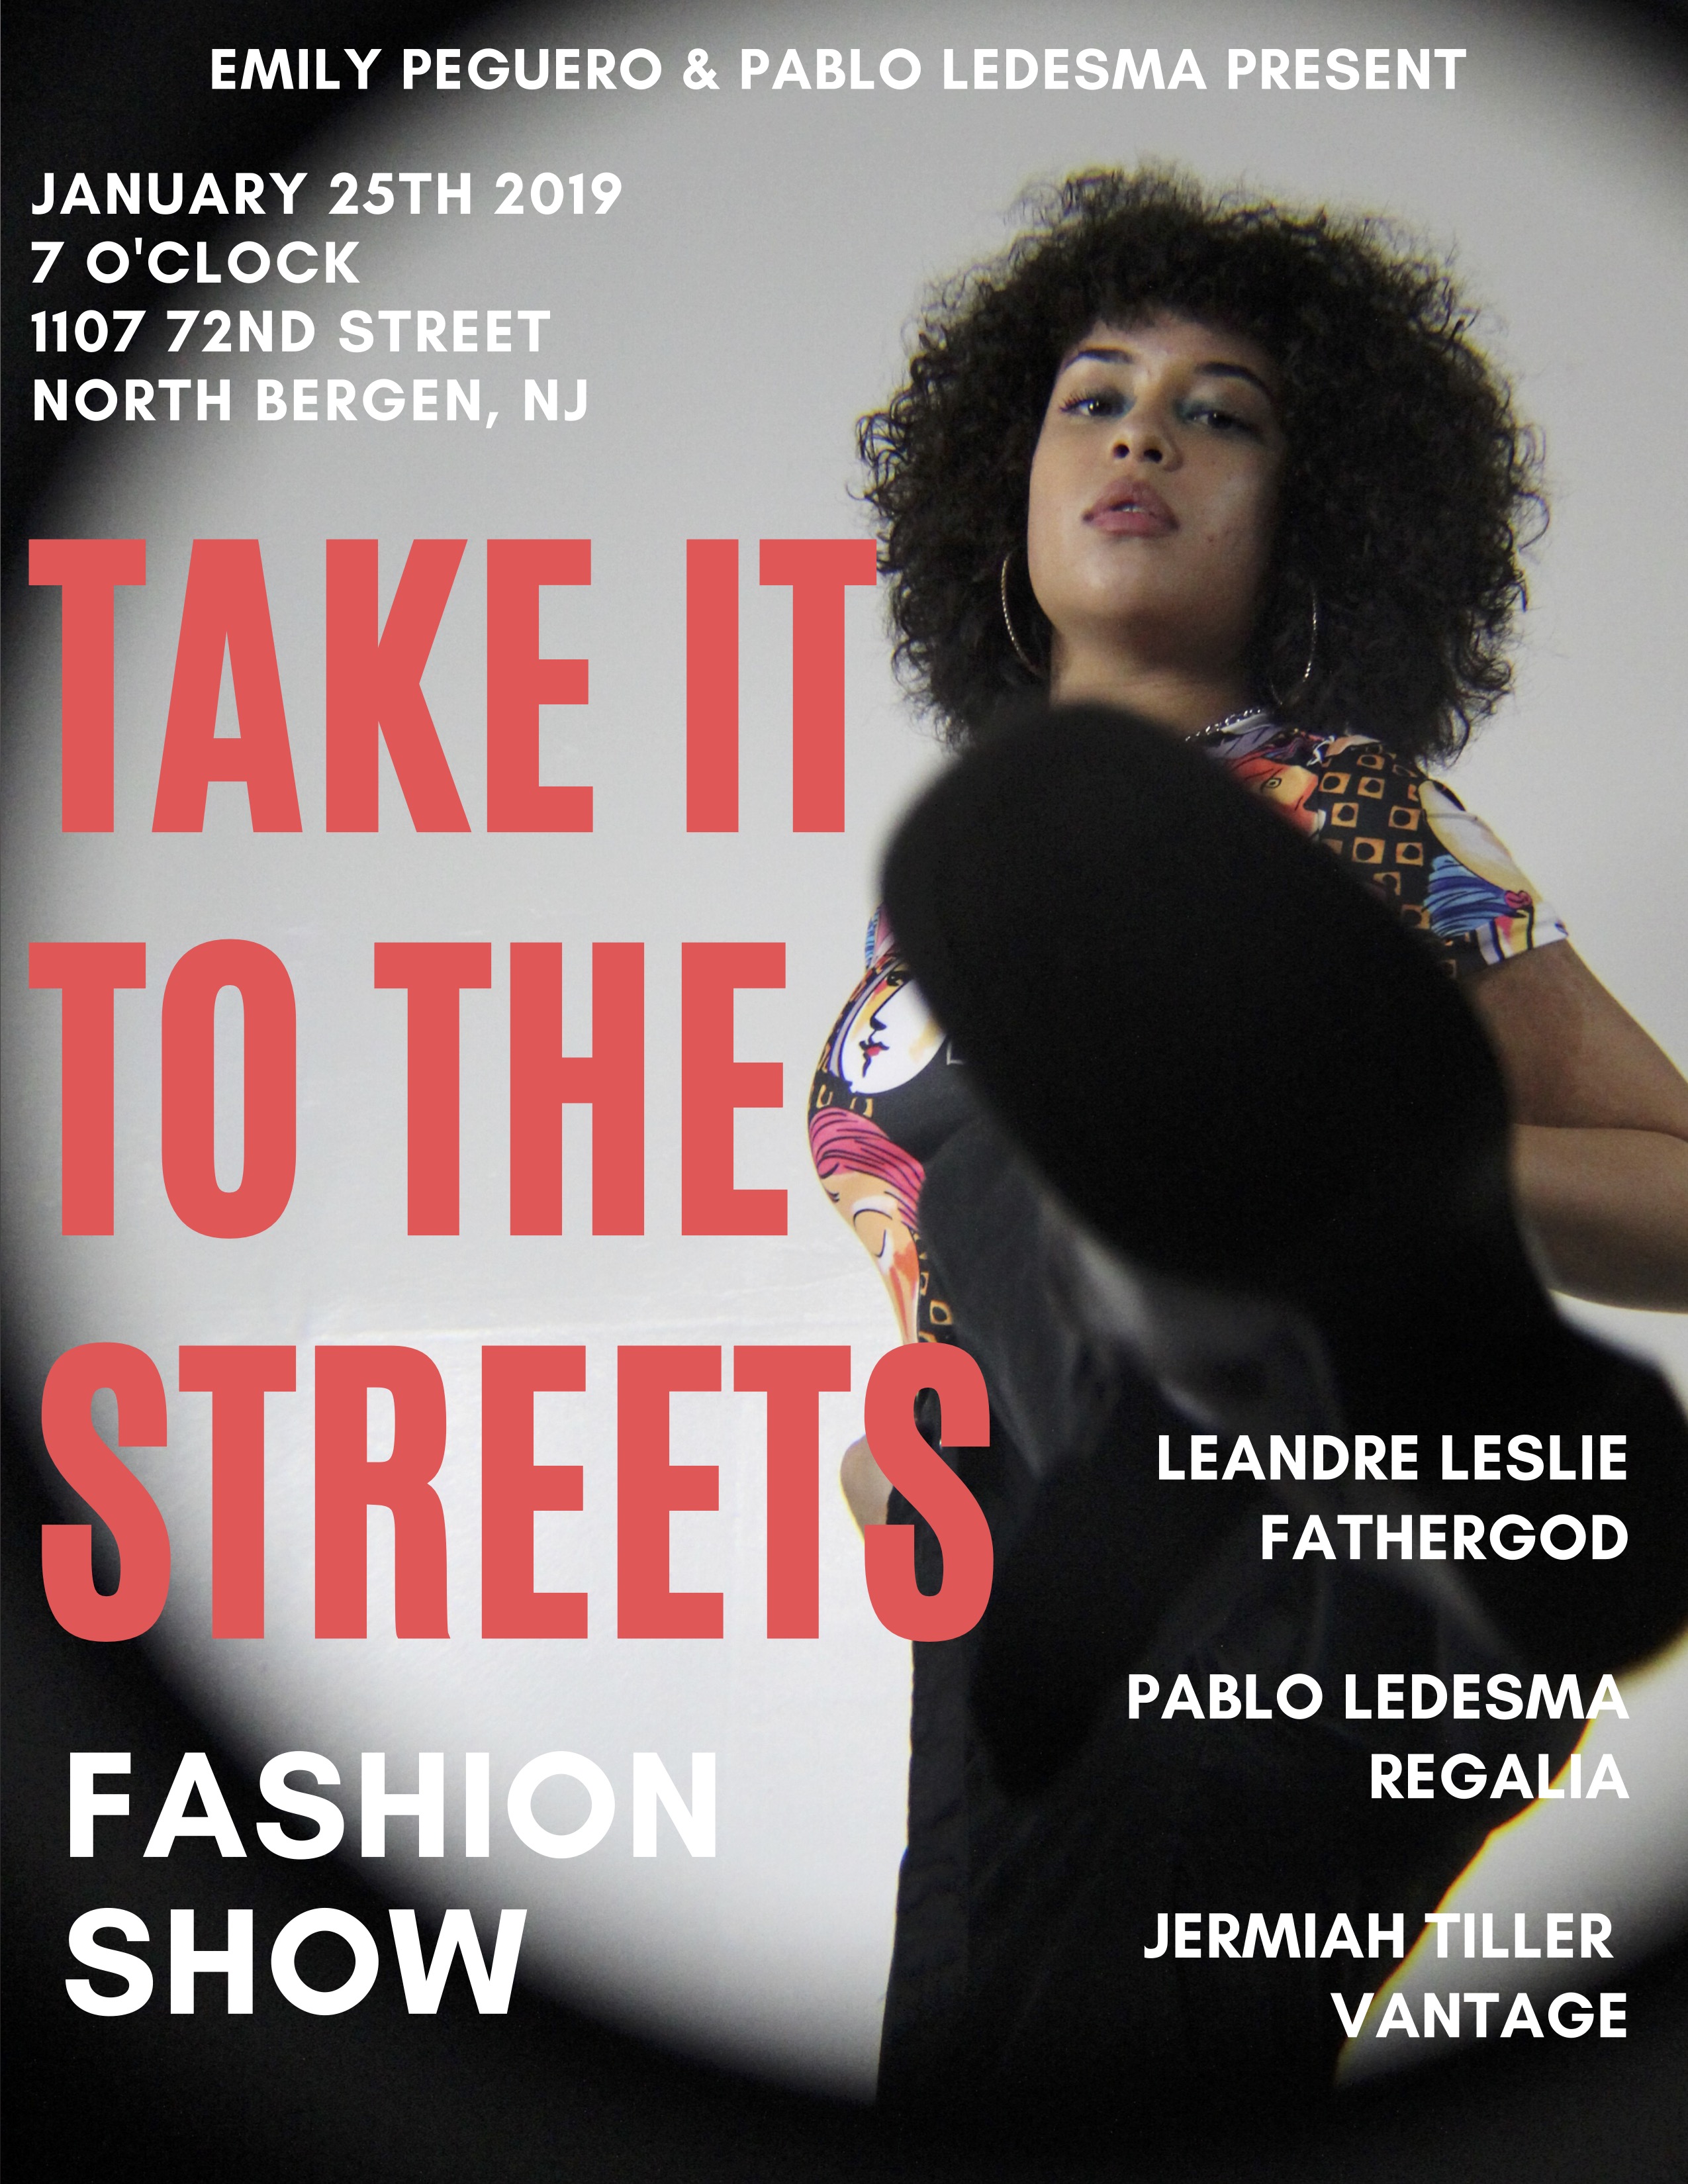 EMILY PEGUERO & PABLO LEDESMA PRESENT
JANUARY 25TH 2019
7 O'CLOCK
1107 72ND STREET
NORTH BERGEN, NJ
TAKE IT
TO THE
STREETS
FASHION
SHOW
LEANDRE LESLIE
FATHERGOD
PABLO LEDESMA
REGALIA
JERMIAH TILLER
VANTAGE